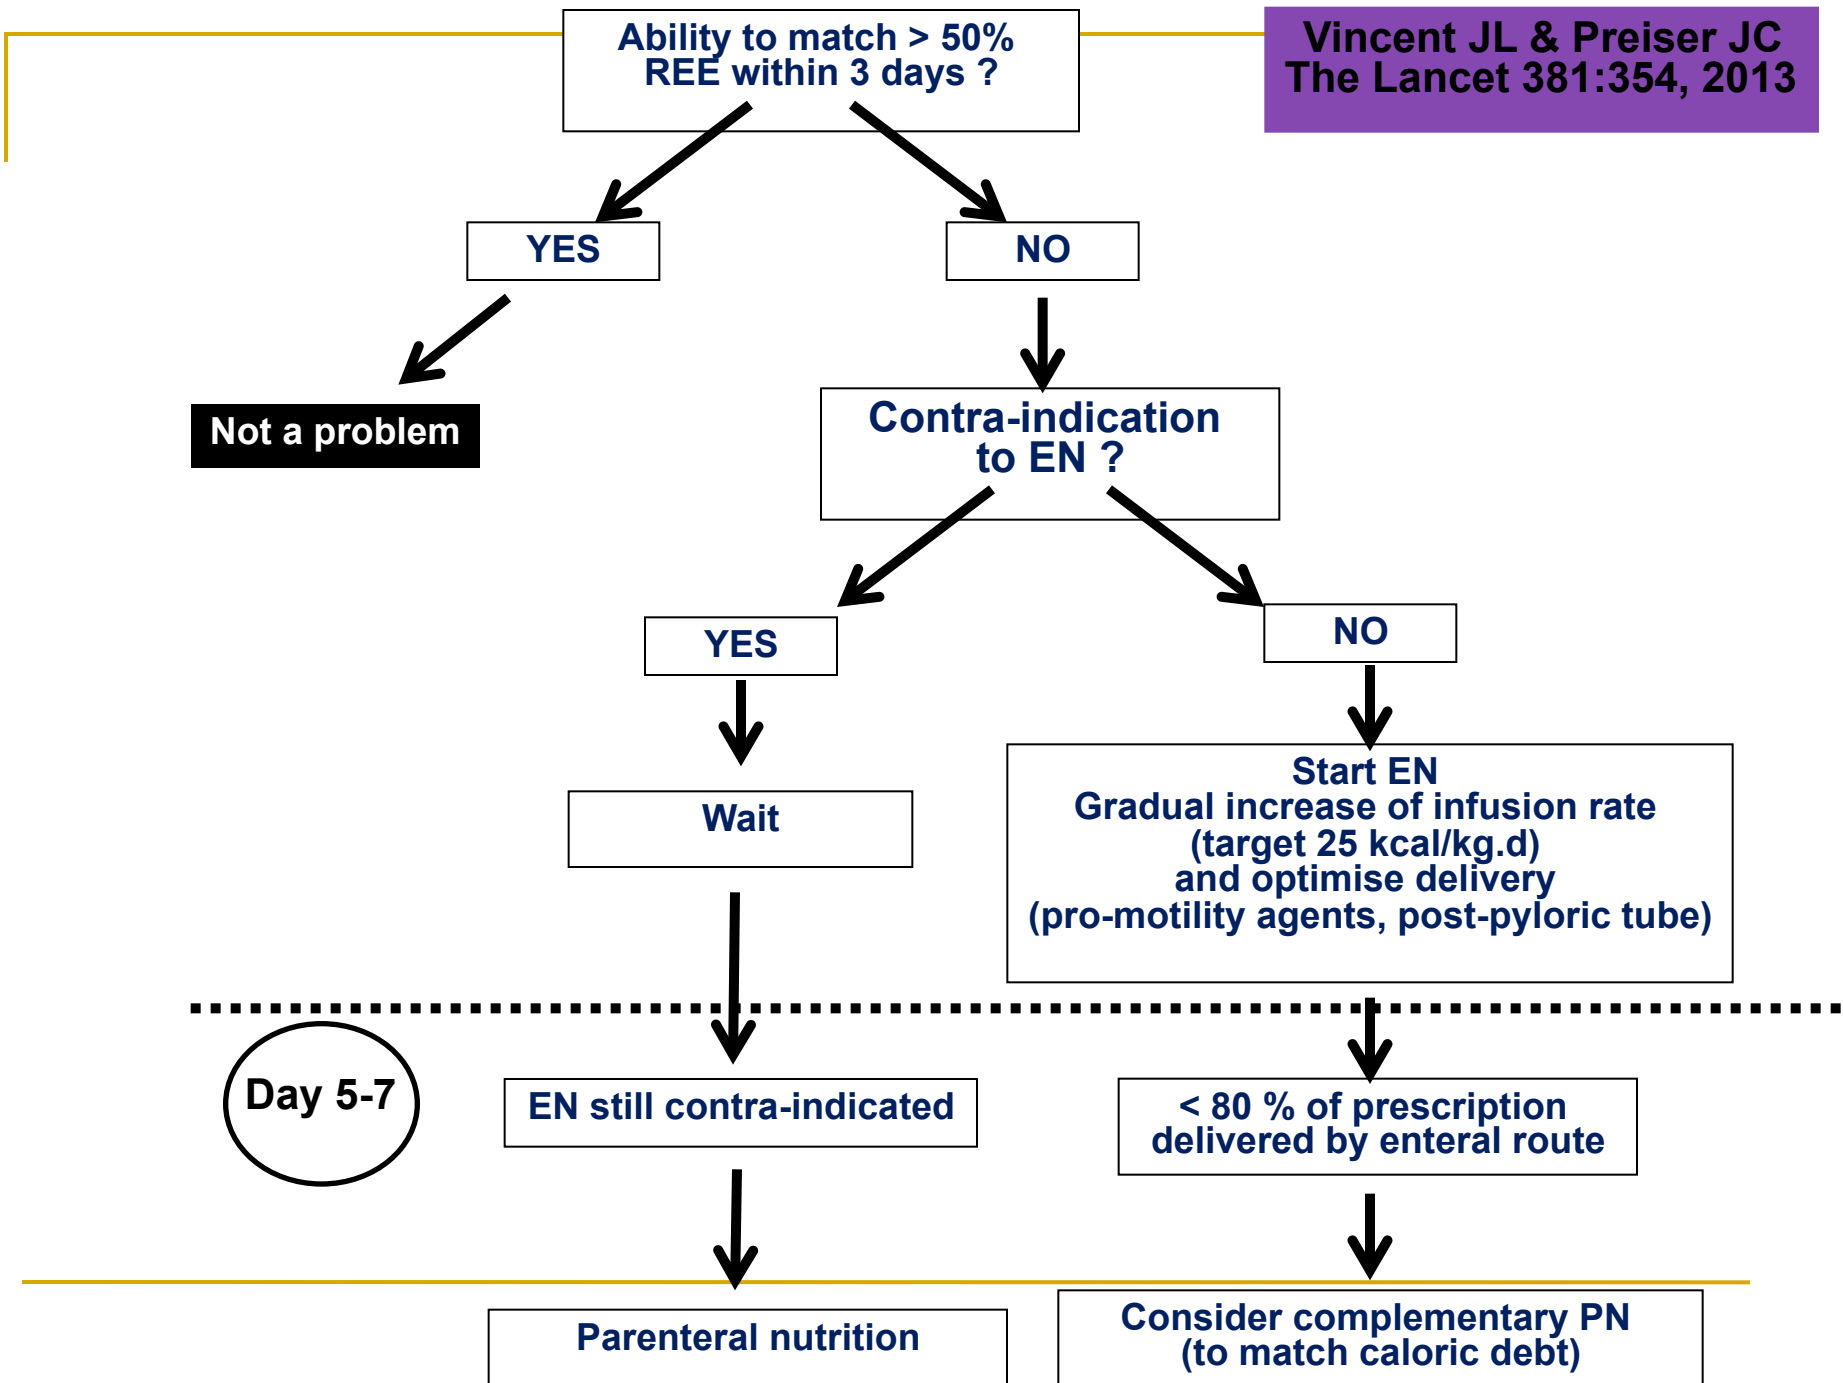 Ability to match > 50%
REE within 3 days ?
Vincent JL & Preiser JC
The Lancet 381:354, 2013
YES
NO
Not a problem
Contra-indication
to EN ?
YES
NO
Wait
Start EN
Gradual increase of infusion rate
(target 25 kcal/kg.d)
and optimise delivery
(pro-motility agents, post-pyloric tube)
Day 5-7
EN still contra-indicated
< 80 % of prescription
delivered by enteral route
Parenteral nutrition
Consider complementary PN
(to match caloric debt)